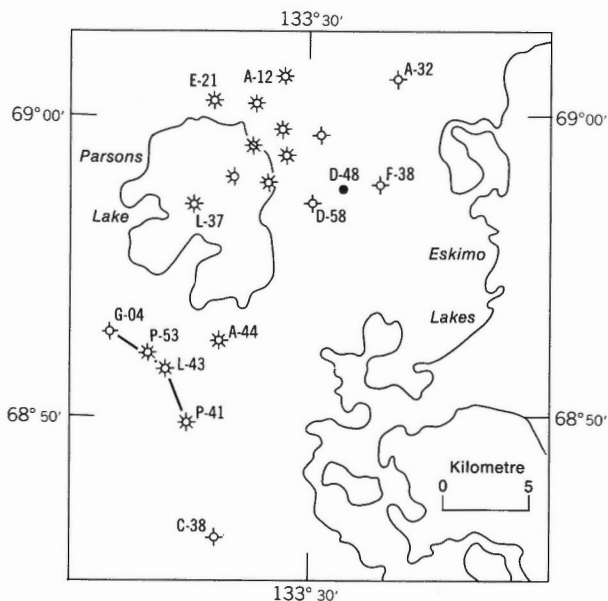 133° 30'
A-32
E-21
A-12
69° 00'
69° 00'
Parsons
Lake
D-48
F-38
L-37
D-58
Eskimo
Lakes
G-04
P-53
A-44
L-43
68° 50'
P-41
68° 50'
Kilometre
0 5
C-38
133° 30'